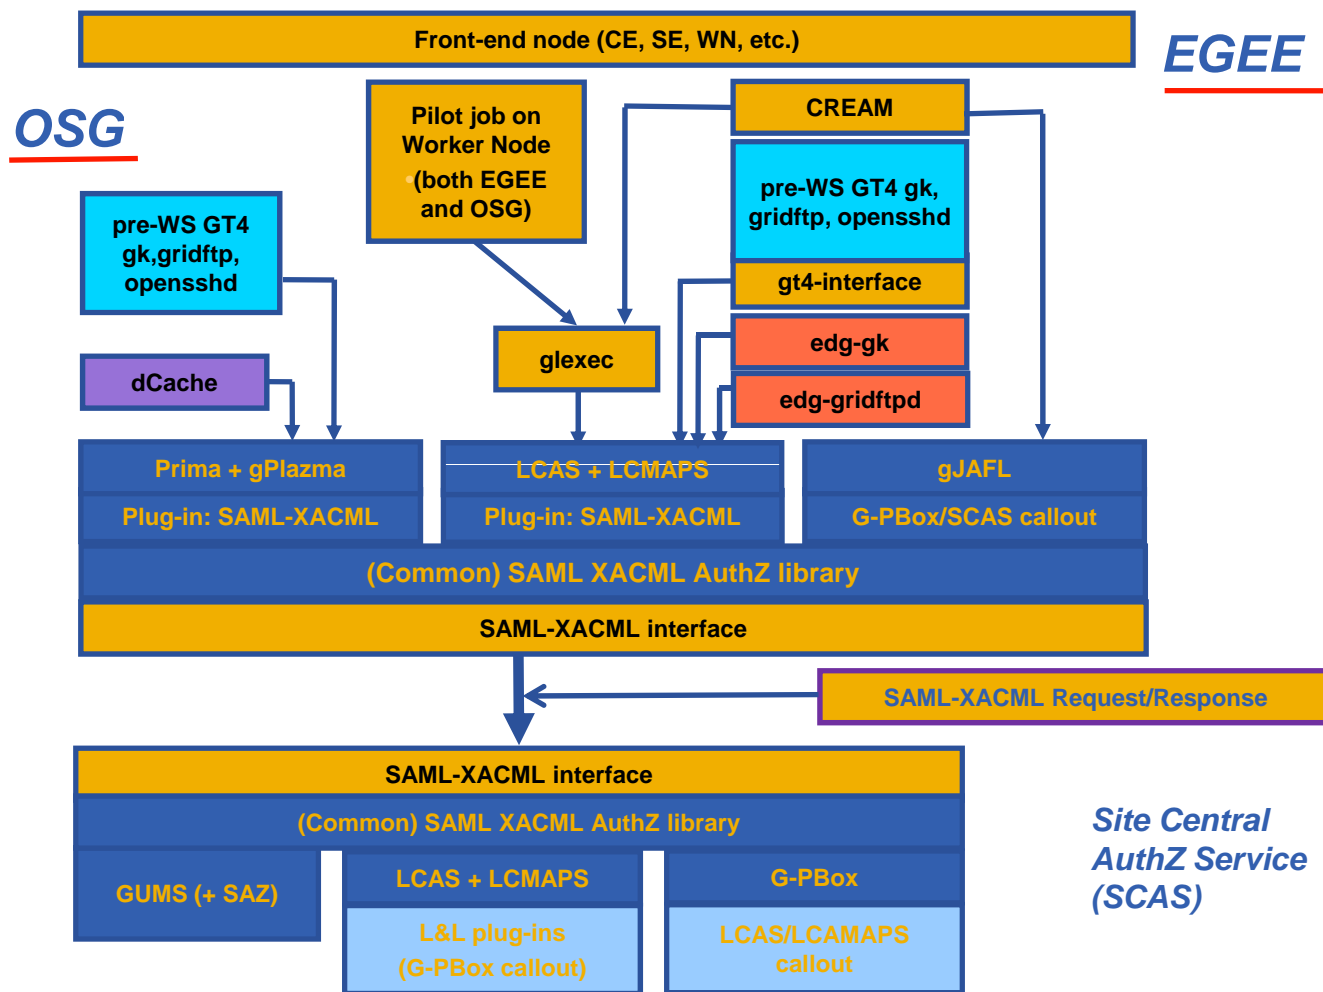 Front-end node (CE, SE, WN, etc.)
EGEE
OSG
Pilot job on
Worker Node
•(both EGEE
and OSG)
CREAM
pre-WS GT4 gk,
gridftp, opensshd
gt4-interface
edg-gk
edg-gridftpd
pre-WS GT4
gk,gridftp,
opensshd
dCache
glexec
Prima + gPlazma
Plug-in: SAML-XACML
LCAS + LCMAPS
Plug-in: SAML-XACML
gJAFL
G-PBox/SCAS callout
(Common) SAML XACML AuthZ library
SAML-XACML interface
SAML-XACML Request/Response
SAML-XACML interface
(Common) SAML XACML AuthZ library
GUMS (+ SAZ)
LCAS + LCMAPS
L&L plug-ins
(G-PBox callout)
G-PBox
LCAS/LCAMAPS
callout
Site Central
AuthZ Service
(SCAS)